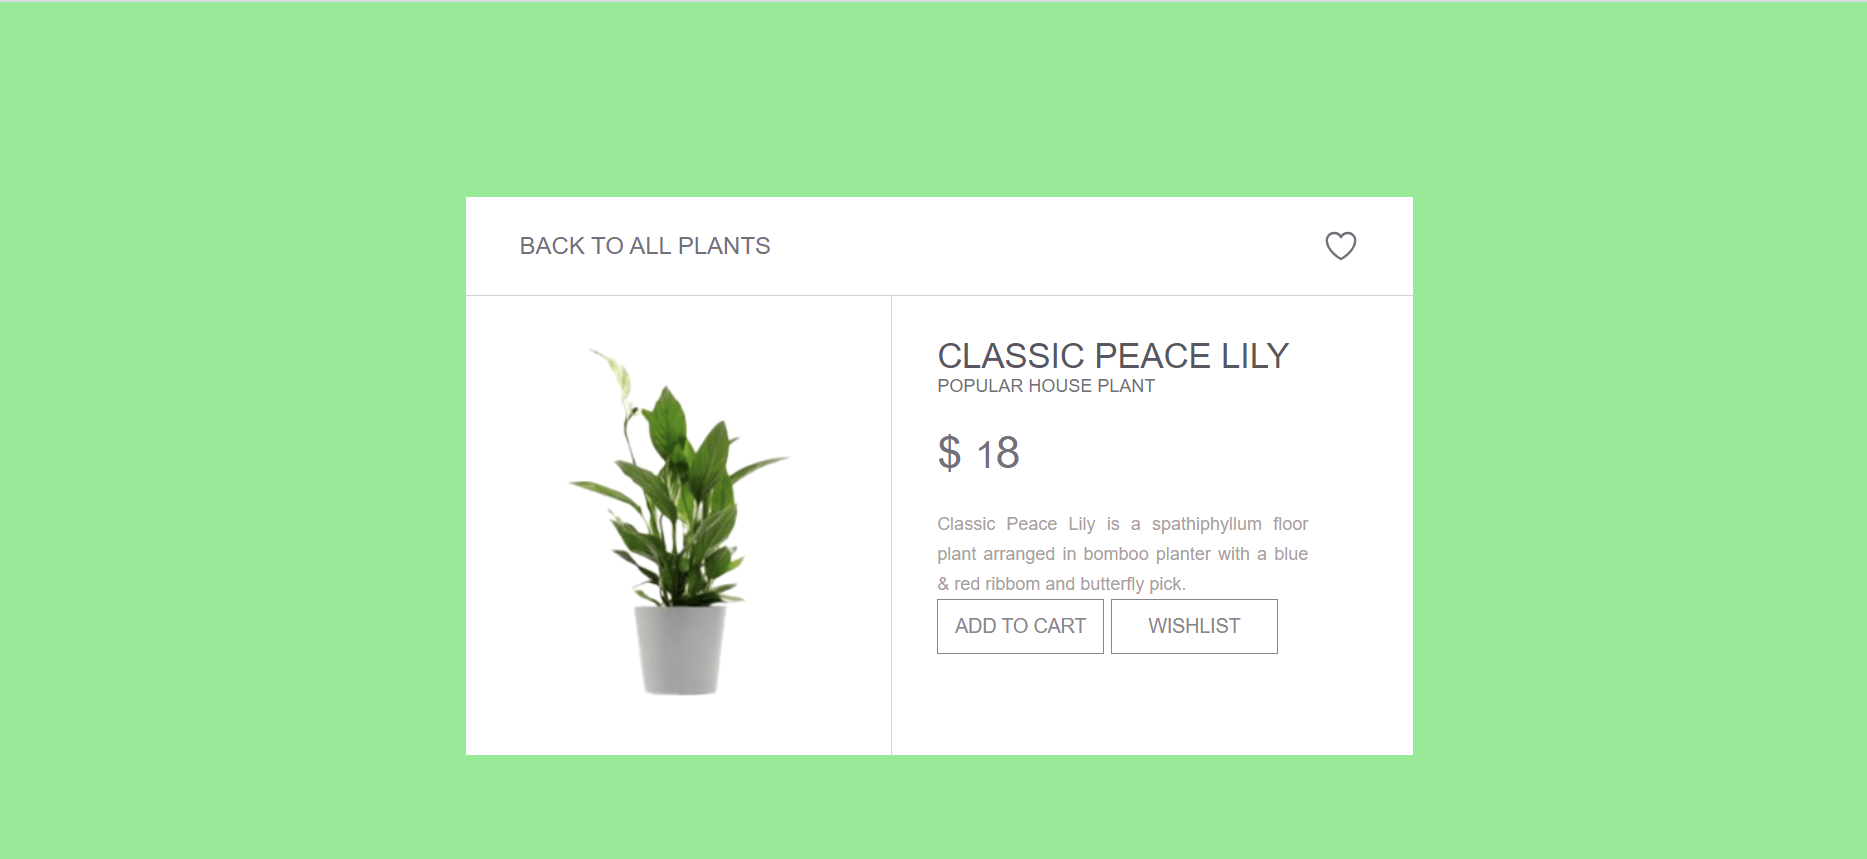 BACK TO ALL PLANTS
CLASSIC PEACE LILY
POPULAR HOUSE PLANT
$ 18
Classic Peace Lily is a spathiphyllum floor
plant arranged in bomboo planter with a blue
& red ribbom and butterfly pick.
ADD TO CART
WISHLIST